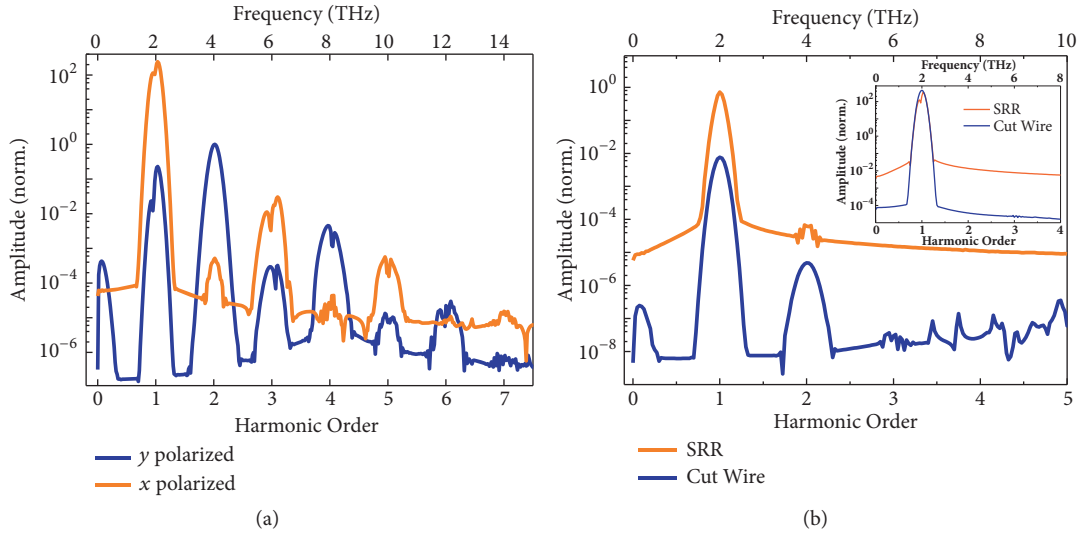 Frequency (THz)
0 2 4 6 8 10 12 14
10^2
10^0
10^-2
10^-4
10^-6
Amplitude (norm.)
0 1 2 3 4 5 6 7
Harmonic Order
y polarized
x polarized
(a)
Frequency (THz)
0 2 4 6 8 10
10^0
10^-2
10^-4
10^-6
10^-8
Amplitude (norm.)
Frequency (THz)
0 2 4 6 8
10^2
10^0
10^-2
10^-4
Amplitude (norm.)
SRR
Cut Wire
0 1 2 3 4
Harmonic Order
0 1 2 3 4 5
Harmonic Order
SRR
Cut Wire
(b)